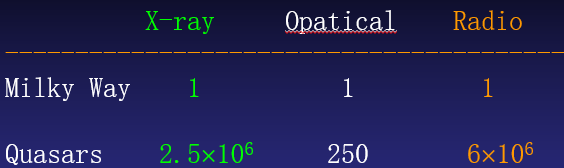 X-ray Opatical Radio
Milky Way 1 1 1
Quasars 2.5×10⁶ 250 6×10⁶